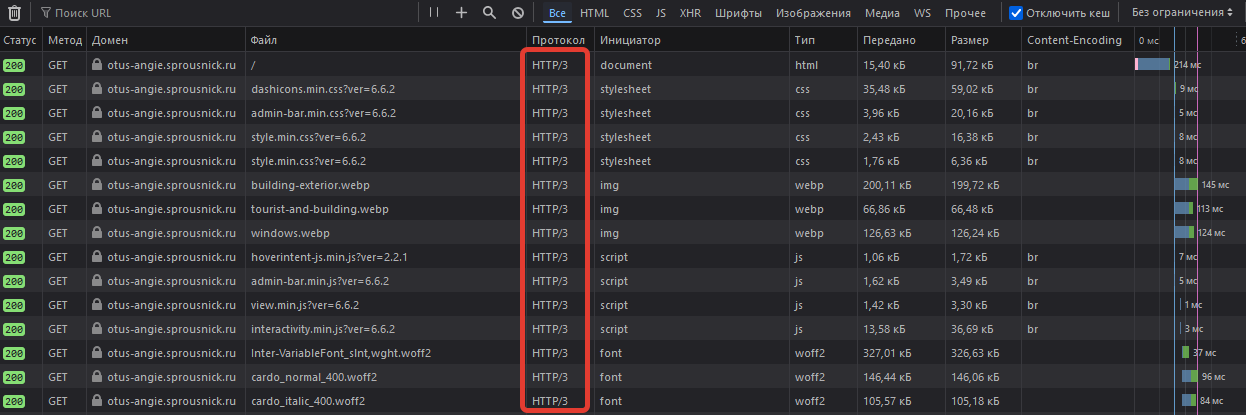 Поиск URL Все HTML CSS JS XHR Шрифты Изображения Медиа WS Прочее Отключить кеш Без ограничения
Статус Метод Домен Файл Протокол Инициатор Тип Передано Размер Content-Encoding 0 мс 6
200 GET otus-angie.sprousnick.ru / HTTP/3 document html 15,40 кБ 91,72 кБ br 214 мс
200 GET otus-angie.sprousnick.ru dashicons.min.css?ver=6.6.2 HTTP/3 stylesheet css 35,48 кБ 59,02 кБ br 9 мс
200 GET otus-angie.sprousnick.ru admin-bar.min.css?ver=6.6.2 HTTP/3 stylesheet css 3,96 кБ 20,16 кБ br 5 мс
200 GET otus-angie.sprousnick.ru style.min.css?ver=6.6.2 HTTP/3 stylesheet css 2,43 кБ 16,38 кБ br 8 мс
200 GET otus-angie.sprousnick.ru style.min.css?ver=6.6.2 HTTP/3 stylesheet css 1,76 кБ 6,36 кБ br 8 мс
200 GET otus-angie.sprousnick.ru building-exterior.webp HTTP/3 img webp 200,11 кБ 199,72 кБ 145 мс
200 GET otus-angie.sprousnick.ru tourist-and-building.webp HTTP/3 img webp 66,86 кБ 66,48 кБ 113 мс
200 GET otus-angie.sprousnick.ru windows.webp HTTP/3 img webp 126,63 кБ 126,24 кБ 124 мс
200 GET otus-angie.sprousnick.ru hoverintent-js.min.js?ver=2.2.1 HTTP/3 script js 1,06 кБ 1,72 кБ br 7 мс
200 GET otus-angie.sprousnick.ru admin-bar.min.js?ver=6.6.2 HTTP/3 script js 1,62 кБ 3,49 кБ br 5 мс
200 GET otus-angie.sprousnick.ru view.min.js?ver=6.6.2 HTTP/3 script js 1,42 кБ 3,30 кБ br 1 мс
200 GET otus-angie.sprousnick.ru interactivity.min.js?ver=6.6.2 HTTP/3 script js 13,58 кБ 36,69 кБ br 3 мс
200 GET otus-angie.sprousnick.ru Inter-VariableFont_slnt,wght.woff2 HTTP/3 font woff2 327,01 кБ 326,63 кБ 37 мс
200 GET otus-angie.sprousnick.ru cardo_normal_400.woff2 HTTP/3 font woff2 146,44 кБ 146,06 кБ 96 мс
200 GET otus-angie.sprousnick.ru cardo_italic_400.woff2 HTTP/3 font woff2 105,57 кБ 105,18 кБ 84 мс